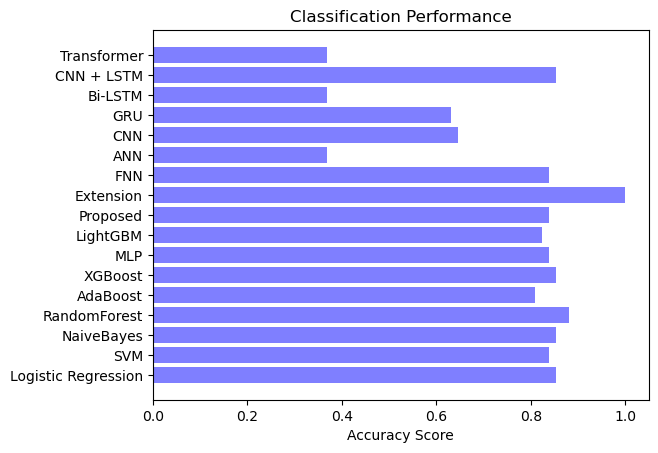 Classification Performance
Transformer
CNN + LSTM
Bi-LSTM
GRU
CNN
ANN
FNN
Extension
Proposed
LightGBM
MLP
XGBoost
AdaBoost
RandomForest
NaiveBayes
SVM
Logistic Regression
0.0 0.2 0.4 0.6 0.8 1.0
Accuracy Score